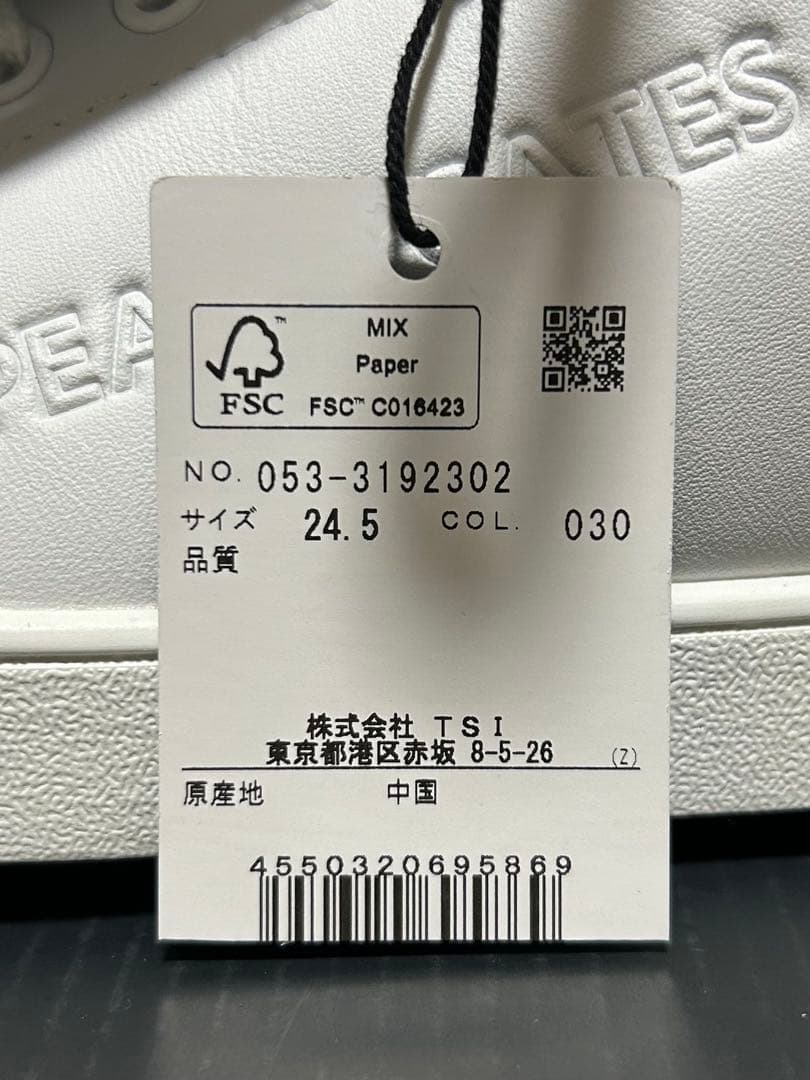 PEA
ATES
MIX
Paper
FSC
FSC™ C016423
NO. 053-3192302
サイズ 24.5 COL. 030
品質
株式会社 TSI
東京都港区赤坂 8-5-26 (Z)
原産地 中国
4550320695869